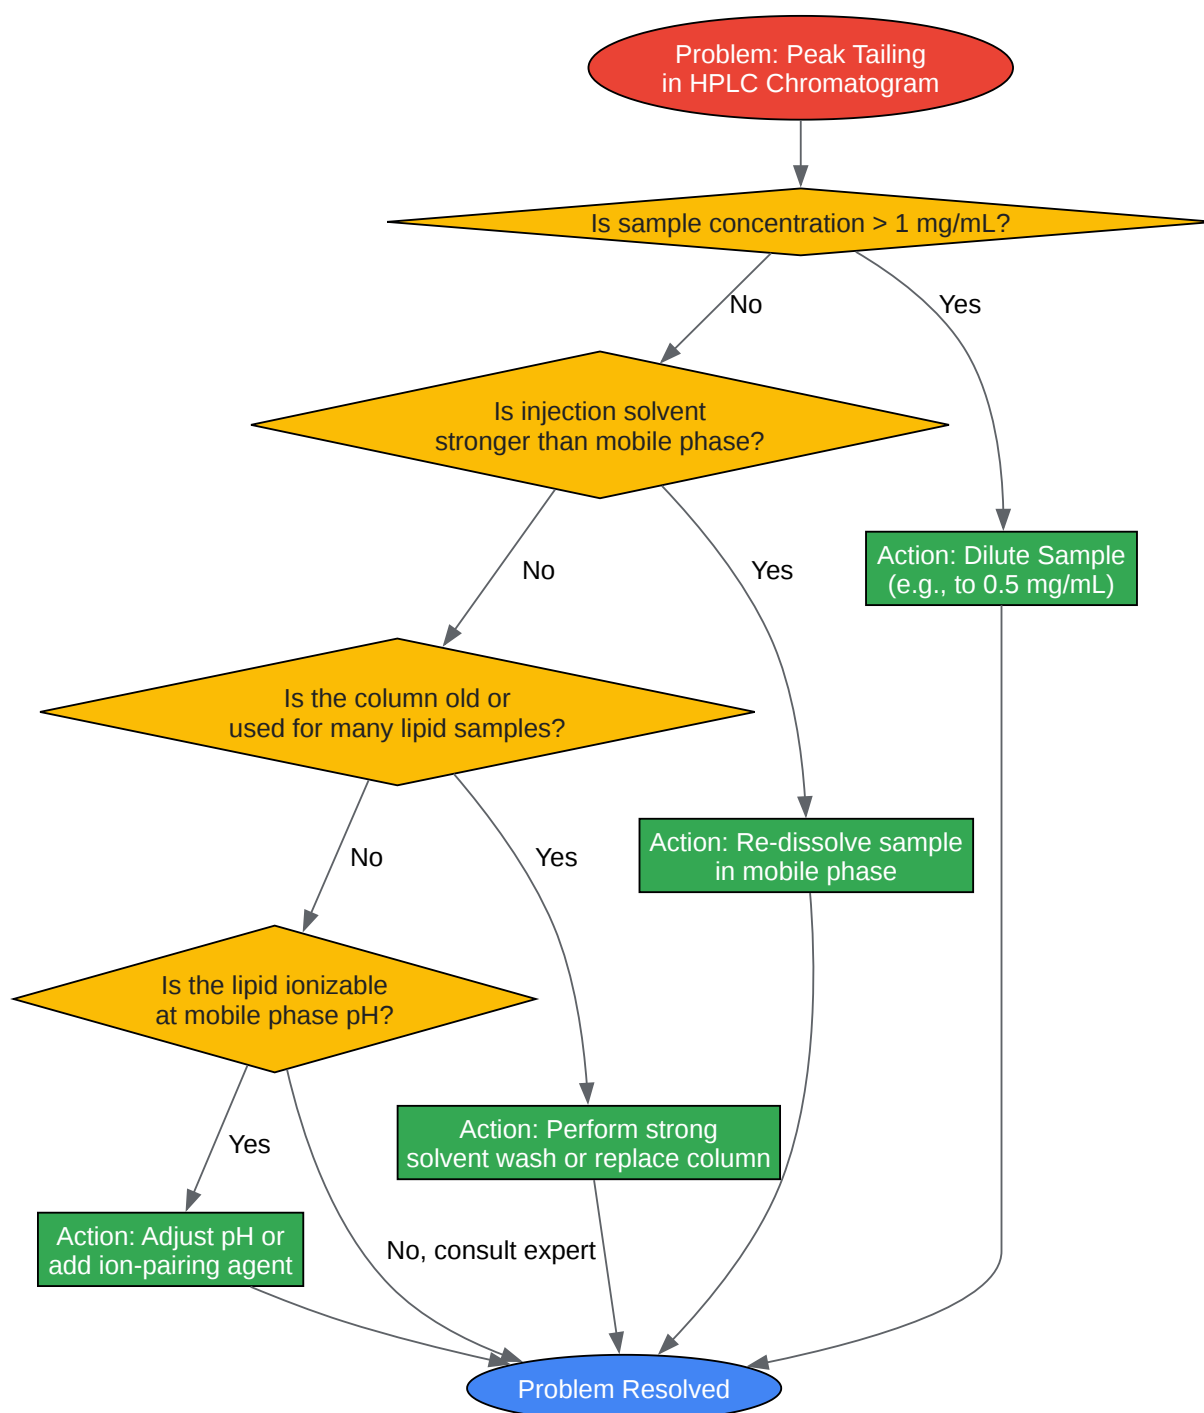 Problem: Peak Tailing
in HPLC Chromatogram
Is sample concentration > 1 mg/mL?
No
Yes
Is injection solvent
stronger than mobile phase?
No
Yes
Action: Dilute Sample
(e.g., to 0.5 mg/mL)
Is the column old or
used for many lipid samples?
No
Yes
Action: Re-dissolve sample
in mobile phase
Is the lipid ionizable
at mobile phase pH?
Yes
Action: Perform strong
solvent wash or replace column
Action: Adjust pH or
add ion-pairing agent
No, consult expert
Problem Resolved